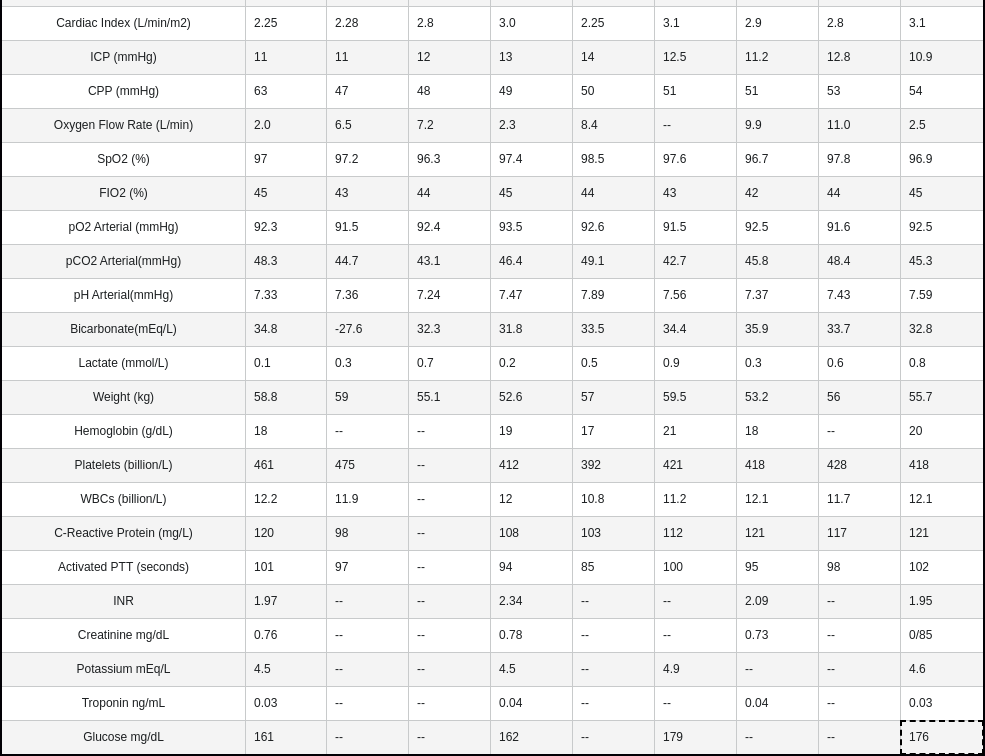 Cardiac Index (L/min/m2) 2.25 2.28 2.8 3.0 2.25 3.1 2.9 2.8 3.1
ICP (mmHg) 11 11 12 13 14 12.5 11.2 12.8 10.9
CPP (mmHg) 63 47 48 49 50 51 51 53 54
Oxygen Flow Rate (L/min) 2.0 6.5 7.2 2.3 8.4 -- 9.9 11.0 2.5
SpO2 (%) 97 97.2 96.3 97.4 98.5 97.6 96.7 97.8 96.9
FIO2 (%) 45 43 44 45 44 43 42 44 45
pO2 Arterial (mmHg) 92.3 91.5 92.4 93.5 92.6 91.5 92.5 91.6 92.5
pCO2 Arterial(mmHg) 48.3 44.7 43.1 46.4 49.1 42.7 45.8 48.4 45.3
pH Arterial(mmHg) 7.33 7.36 7.24 7.47 7.89 7.56 7.37 7.43 7.59
Bicarbonate(mEq/L) 34.8 -27.6 32.3 31.8 33.5 34.4 35.9 33.7 32.8
Lactate (mmol/L) 0.1 0.3 0.7 0.2 0.5 0.9 0.3 0.6 0.8
Weight (kg) 58.8 59 55.1 52.6 57 59.5 53.2 56 55.7
Hemoglobin (g/dL) 18 -- -- 19 17 21 18 -- 20
Platelets (billion/L) 461 475 -- 412 392 421 418 428 418
WBCs (billion/L) 12.2 11.9 -- 12 10.8 11.2 12.1 11.7 12.1
C-Reactive Protein (mg/L) 120 98 -- 108 103 112 121 117 121
Activated PTT (seconds) 101 97 -- 94 85 100 95 98 102
INR 1.97 -- -- 2.34 -- -- 2.09 -- 1.95
Creatinine mg/dL 0.76 -- -- 0.78 -- -- 0.73 -- 0/85
Potassium mEq/L 4.5 -- -- 4.5 -- 4.9 -- -- 4.6
Troponin ng/mL 0.03 -- -- 0.04 -- -- 0.04 -- 0.03
Glucose mg/dL 161 -- -- 162 -- 179 -- -- 176